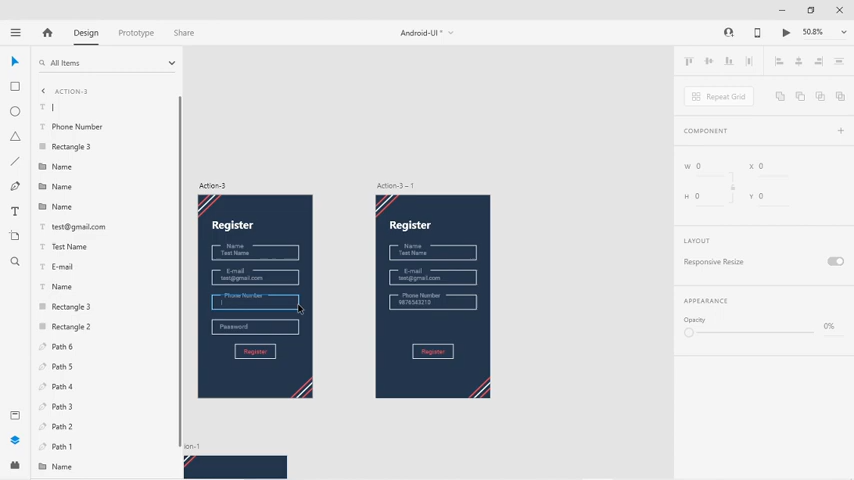 Design
Prototype
Share
Android-UI *
50.8%
All Items
ACTION-3
T |
T Phone Number
Rectangle 3
Name
Name
Name
T test@gmail.com
T Test Name
T E-mail
T Name
Rectangle 3
Rectangle 2
Path 6
Path 5
Path 4
Path 3
Path 2
Path 1
Name
Action-3
Register
Name
Test Name
E-mail
test@gmail.com
Phone Number
|
Password
Register
Action-3 – 1
Register
Name
Test Name
E-mail
test@gmail.com
Phone Number
9876543210
Register
ion-1
Repeat Grid
COMPONENT
W 0
X 0
H 0
Y 0
LAYOUT
Responsive Resize
APPEARANCE
Opacity
0%